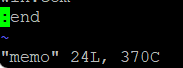 :end
~
"memo" 24L, 370C